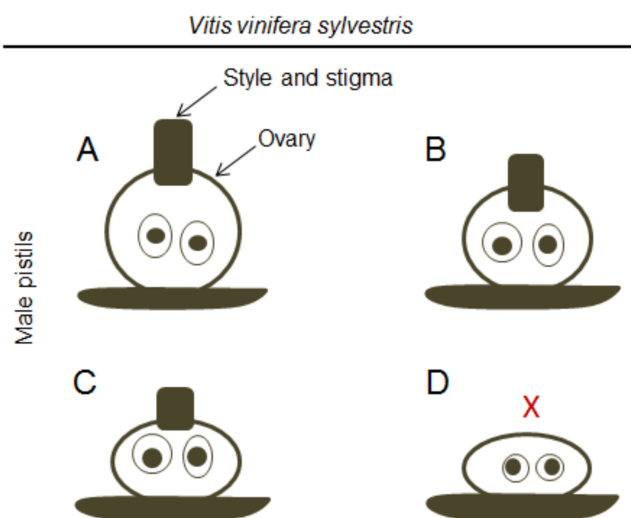 Vitis vinifera sylvestris
Style and stigma
A
Ovary
B
Male pistils
C
D
X